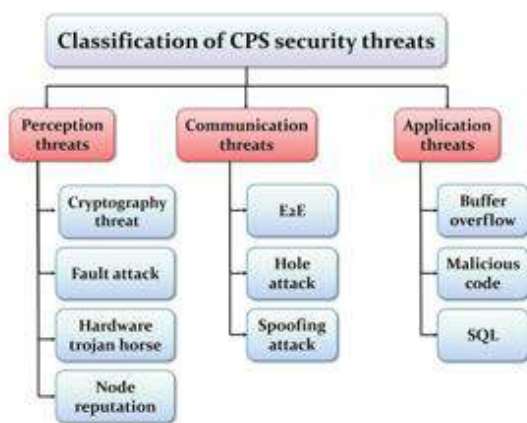 Classification of CPS security threats
Perception
threats
Communication
threats
Application
threats
Cryptography
threat
Fault attack
Hardware
trojan horse
Node
reputation
E2E
Hole
attack
Spoofing
attack
Buffer
overflow
Malicious
code
SQL